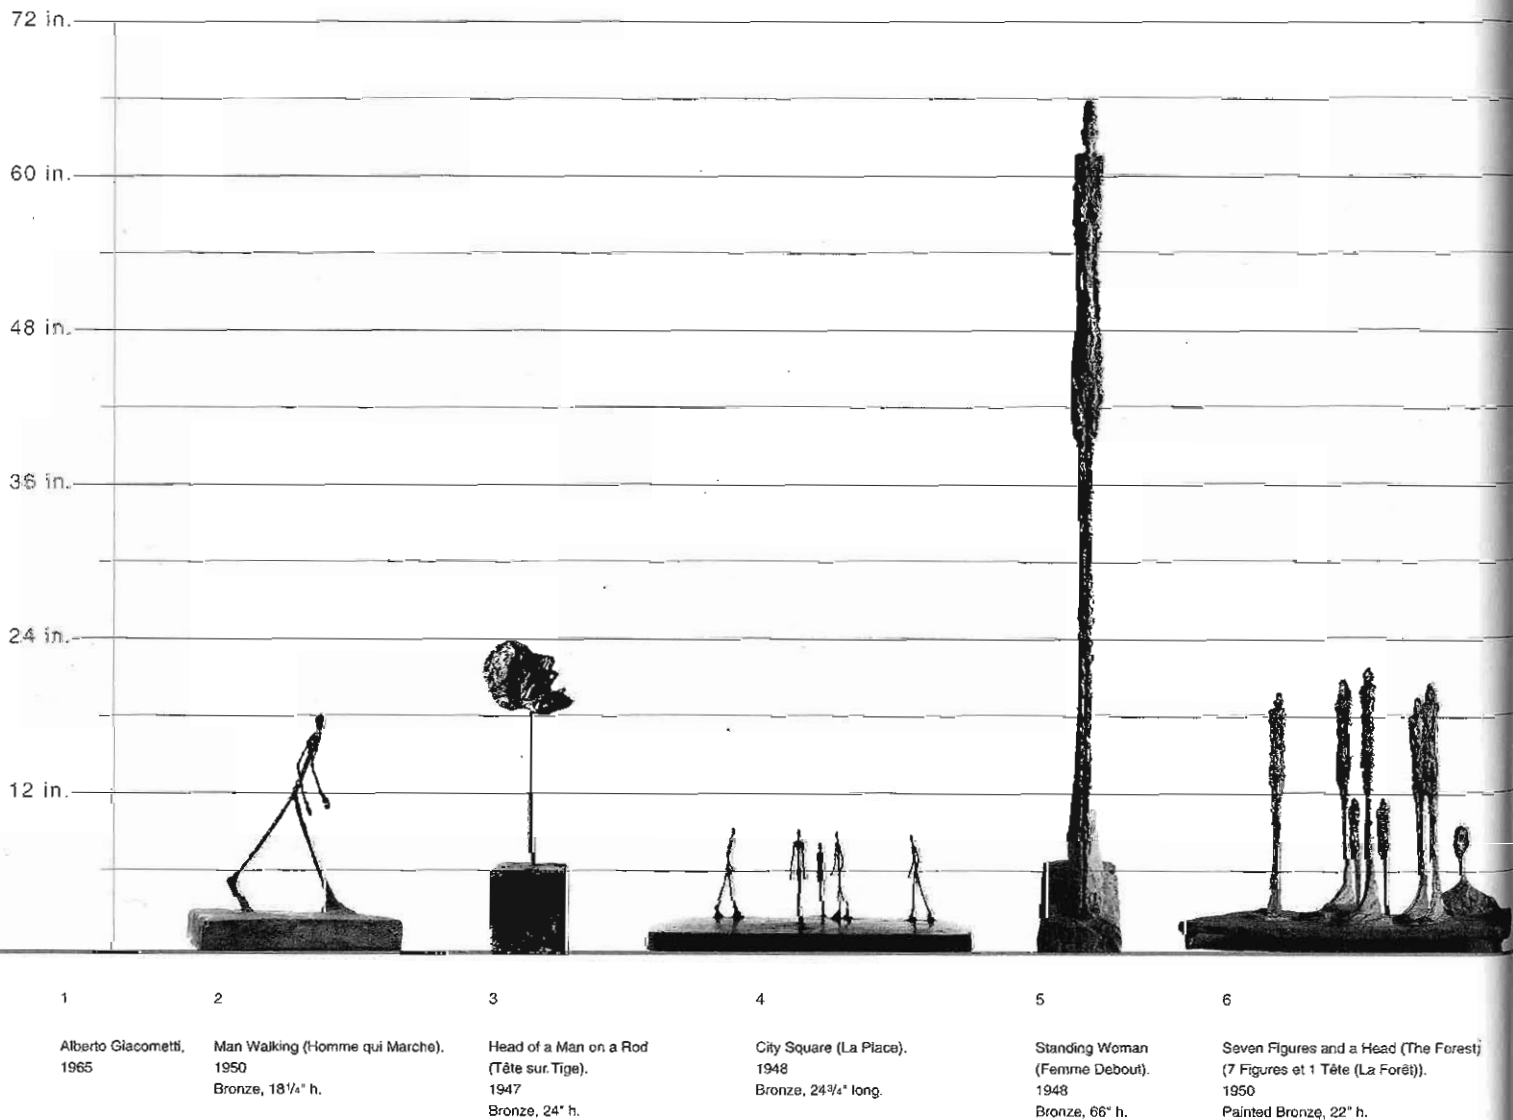 72 in.
60 in.
48 in.
36 in.
24 in.
12 in.
1
Alberto Giacometti,
1965
2
Man Walking (Homme qui Marche).
1950
Bronze, 18¼" h.
3
Head of a Man on a Rod
(Tête sur Tige).
1947
Bronze, 24" h.
4
City Square (La Place).
1948
Bronze, 24¾" long.
5
Standing Woman
(Femme Debout).
1948
Bronze, 66" h.
6
Seven Figures and a Head (The Forest)
(7 Figures et 1 Tête (La Forêt)).
1950
Painted Bronze, 22" h.